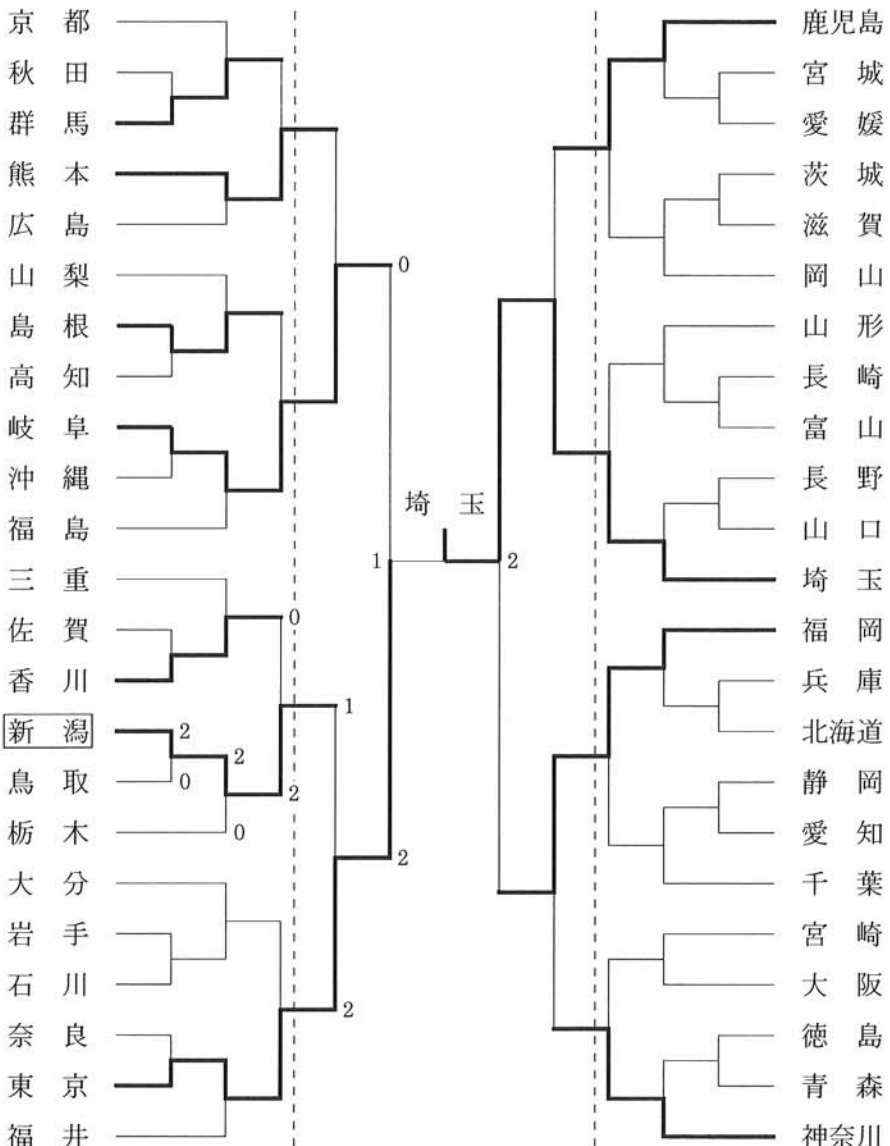 京都
秋田
群馬
熊本
広島
山梨
島根
高知
岐阜
沖縄
福島
三重
佐賀
香川
新潟
鳥取
栃木
大分
岩手
石川
奈良
東京
福井
0
0
2
0
2
0
2
1
2
2
1
埼玉
2
鹿児島
宮城
愛媛
茨城
滋賀
岡山
山形
長崎
富山
長野
山口
埼玉
福岡
兵庫
北海道
静岡
愛知
千葉
宮崎
大阪
徳島
青森
神奈川